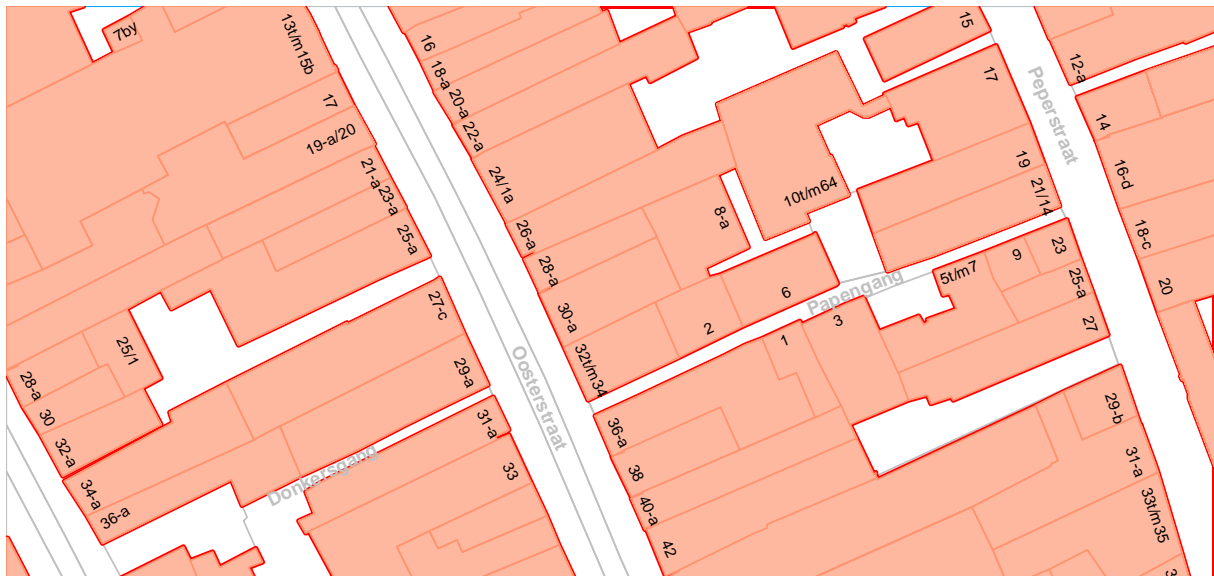 7by
13t/m15b
17
19-a/20
21-a
23-a
25-a
16
18-a
20-a
22-a
24/1a
26-a
28-a
30-a
32t/m34
15
17
19
21/14
Peperstraat
12-a
14
16-d
18-c
20
10t/m64
8-a
6
2
Papengang
5t/m7
9
23
25-a
27
3
1
27-c
29-a
31-a
33
Oosterstraat
25/1
28-a
30
32-a
34-a
36-a
Donkersgang
36-a
38
40-a
42
29-b
31-a
33t/m35